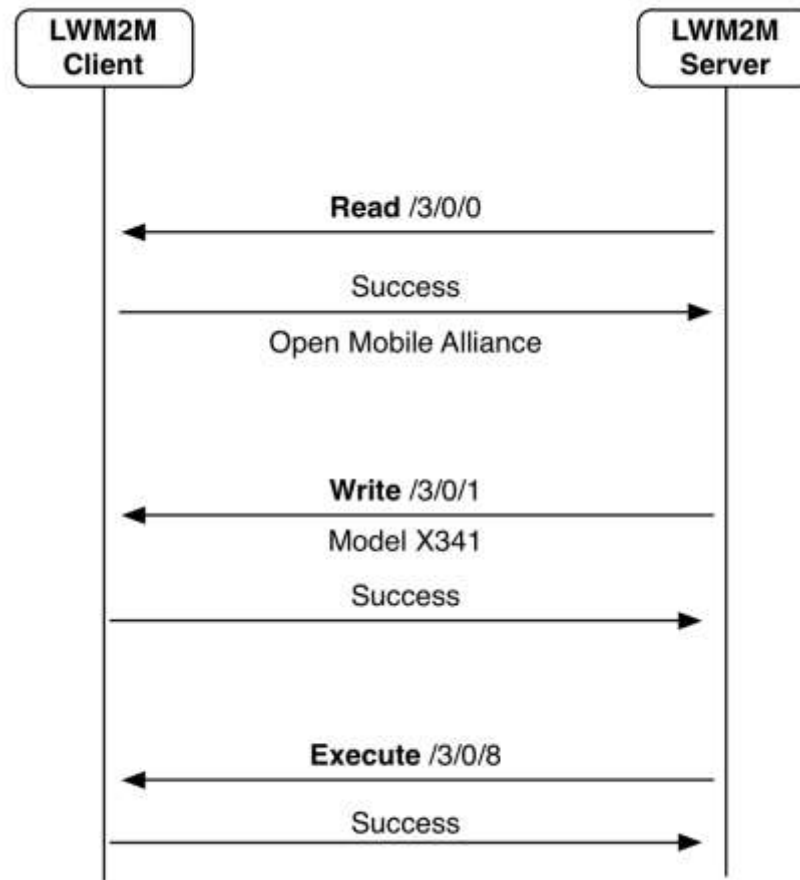 LWM2M
Client
LWM2M
Server
Read /3/0/0
Success
Open Mobile Alliance
Write /3/0/1
Model X341
Success
Execute /3/0/8
Success